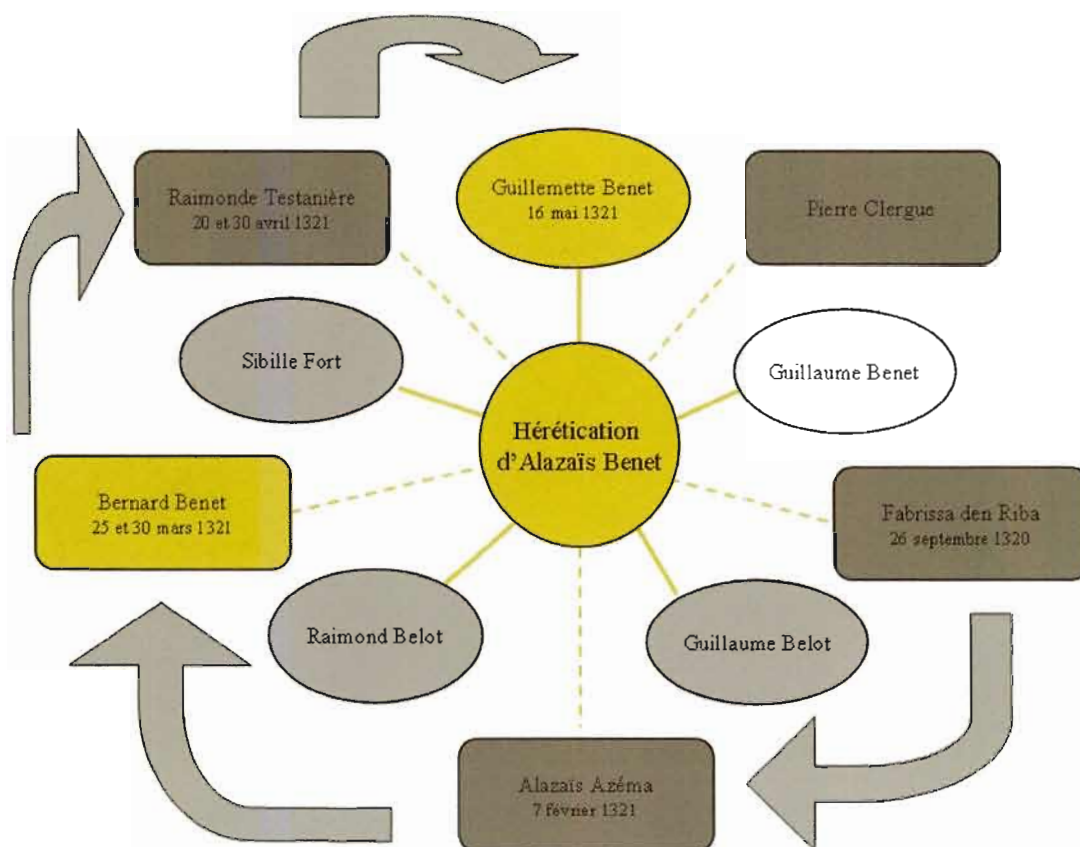 Raimonde Testanière
20 et 30 avril 1321
Guillemette Benet
16 mai 1321
Pierre Clergue
Sibille Fort
Guillaume Benet
Hérétication
d'Alazaïs Benet
Bernard Benet
25 et 30 mars 1321
Fabrissa den Riba
26 septembre 1320
Raimond Belot
Guillaume Belot
Alazaïs Azéma
7 février 1321